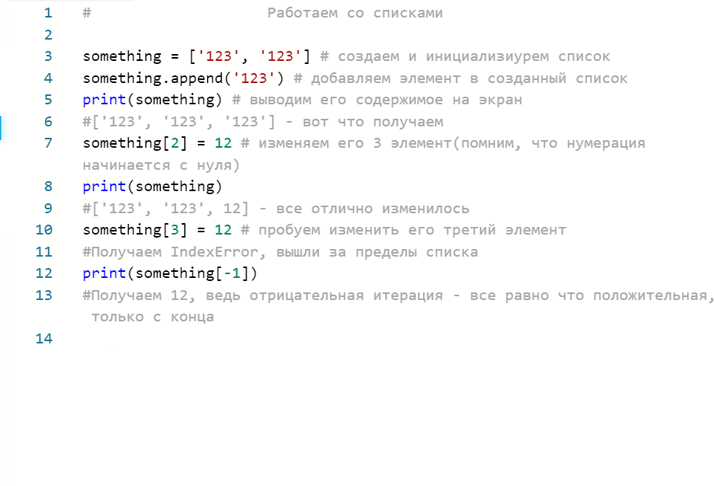 1 # Работаем со списками
2
3 something = ['123', '123'] # создаем и инициализиурем список
4 something.append('123') # добавляем элемент в созданный список
5 print(something) # выводим его содержимое на экран
6 #['123', '123', '123'] - вот что получаем
7 something[2] = 12 # изменяем его 3 элемент(помним, что нумерация
начинается с нуля)
8 print(something)
9 #['123', '123', 12] - все отлично изменилось
10 something[3] = 12 # пробуем изменить его третий элемент
11 #Получаем IndexError, вышли за пределы списка
12 print(something[-1])
13 #Получаем 12, ведь отрицательная итерация - все равно что положительная,
только с конца
14